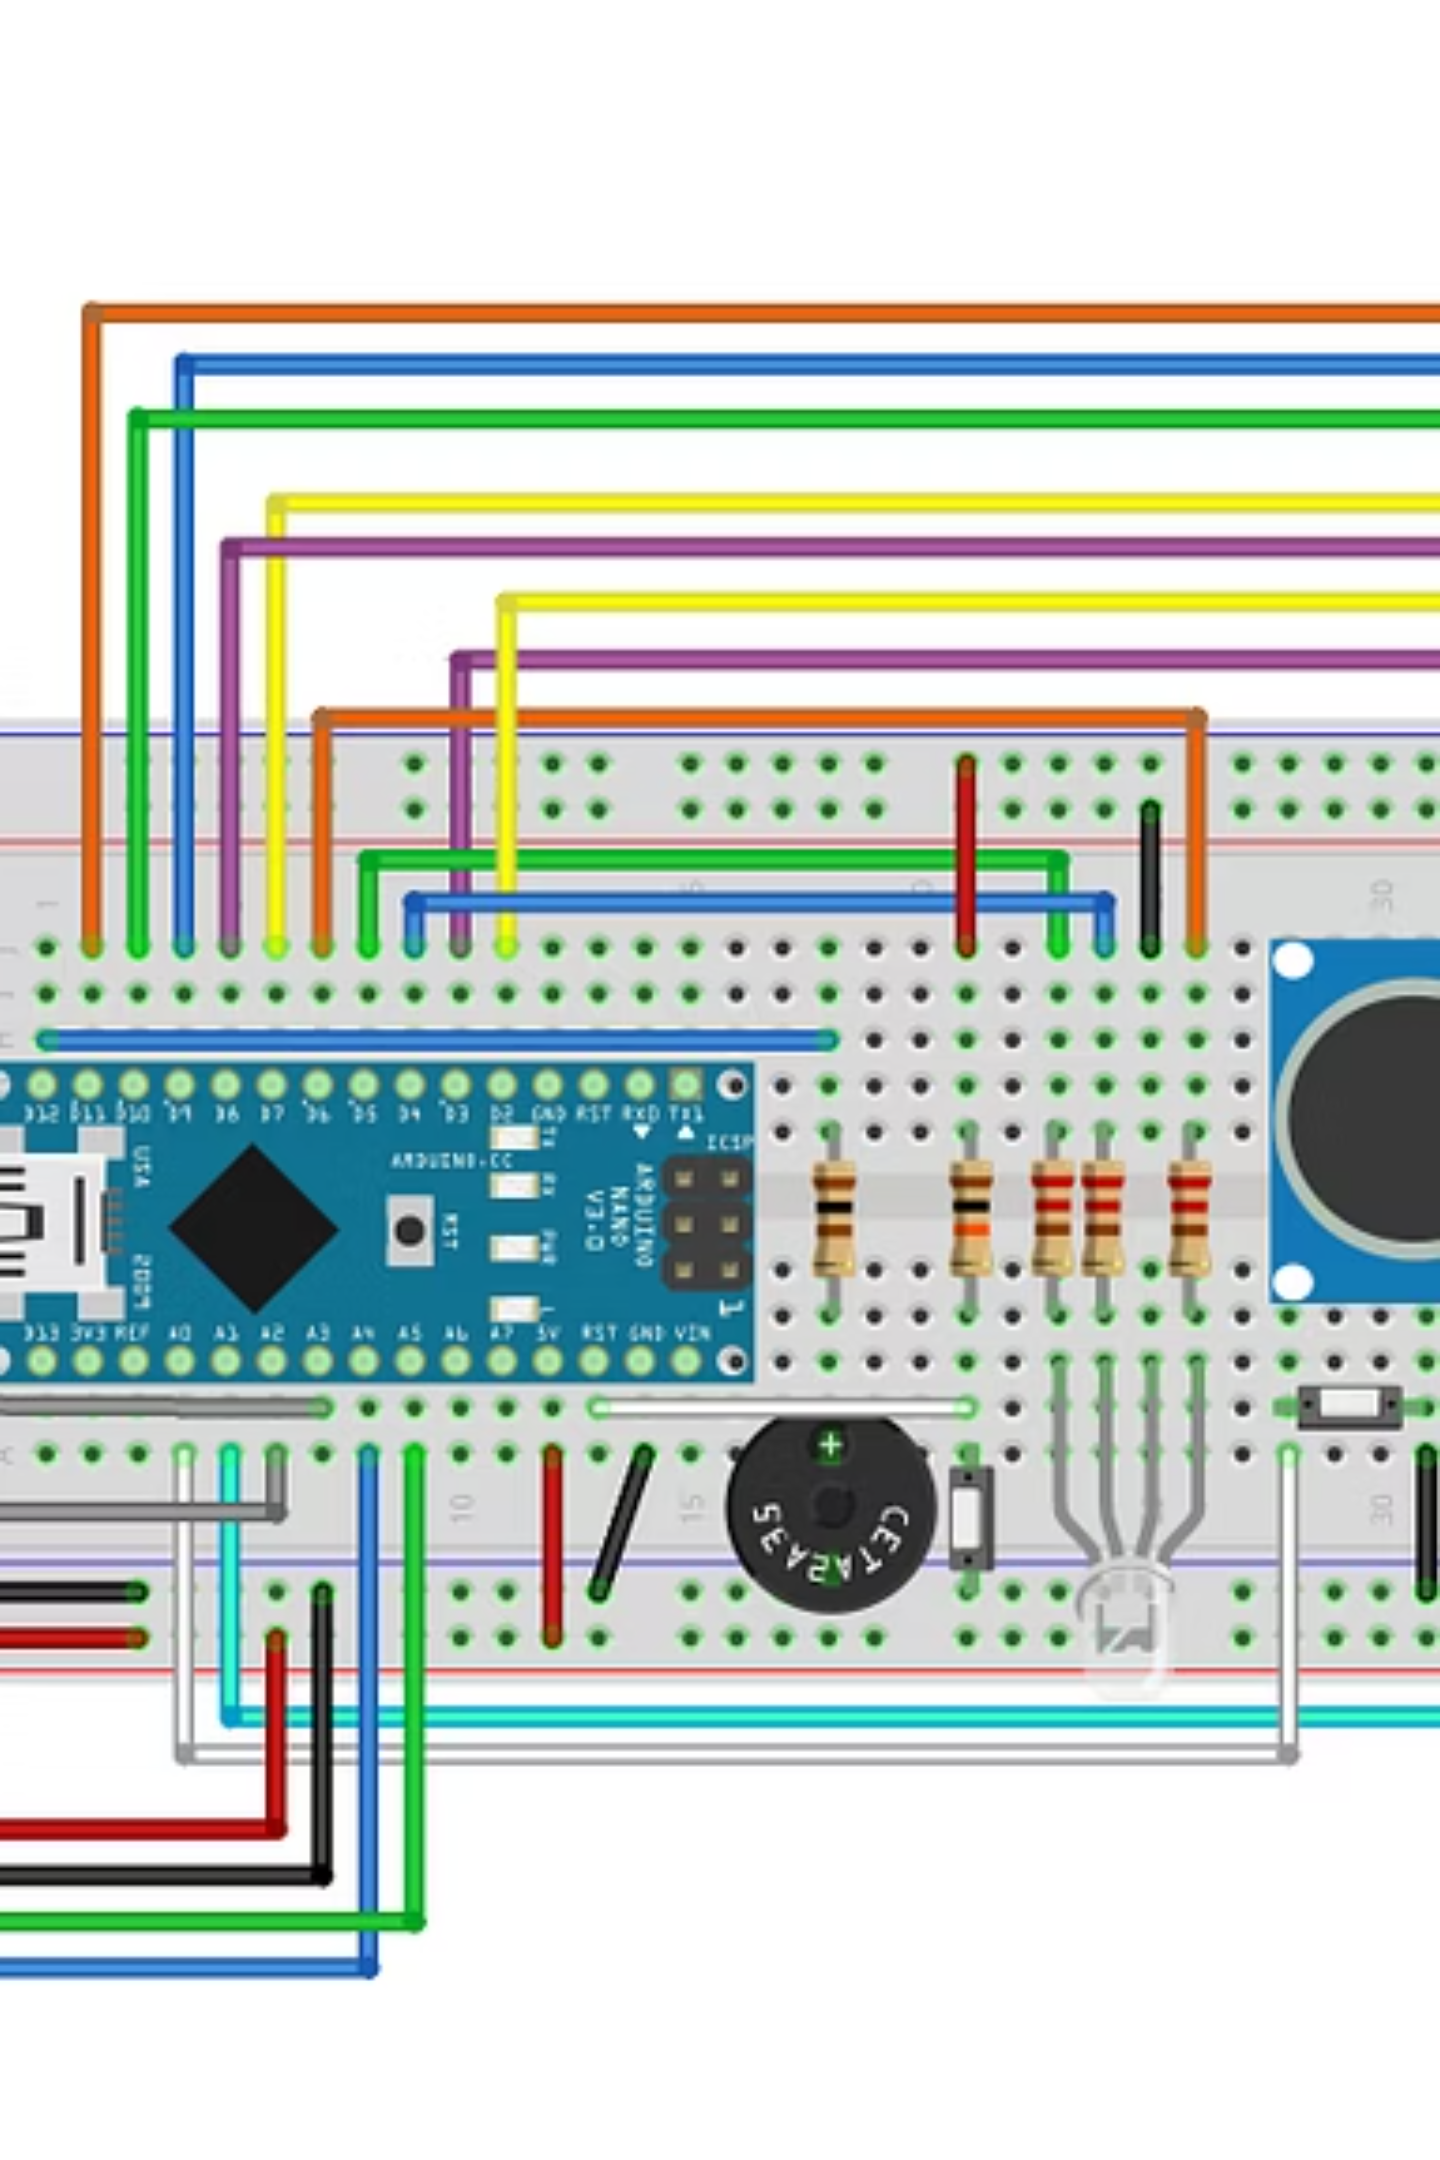 1
30
D12 D11 D10 D9 D8 D7 D6 D5 D4 D3 D2 GND RST RXD TX1
ICSP
ARDUINO.CC
TX
RX
PWR
L
RST
ARDUINO
NANO
V3.0
USA
2007
1
D13 3V3 REF A0 A1 A2 A3 A4 A5 A6 A7 5V RST GND VIN
+
A
10
15
30